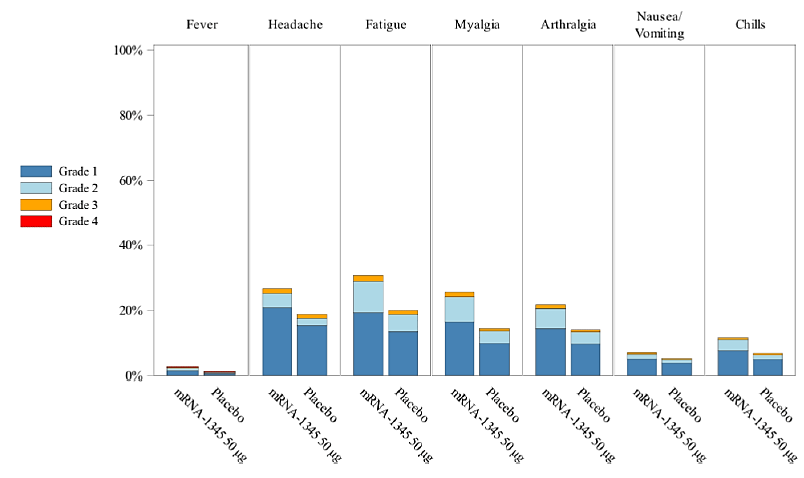 Fever
Headache
Fatigue
Myalgia
Arthralgia
Nausea/
Vomiting
Chills
100%
80%
60%
40%
20%
0%
Grade 1
Grade 2
Grade 3
Grade 4
mRNA-1345 50 µg
Placebo
mRNA-1345 50 µg
Placebo
mRNA-1345 50 µg
Placebo
mRNA-1345 50 µg
Placebo
mRNA-1345 50 µg
Placebo
mRNA-1345 50 µg
Placebo
mRNA-1345 50 µg
Placebo